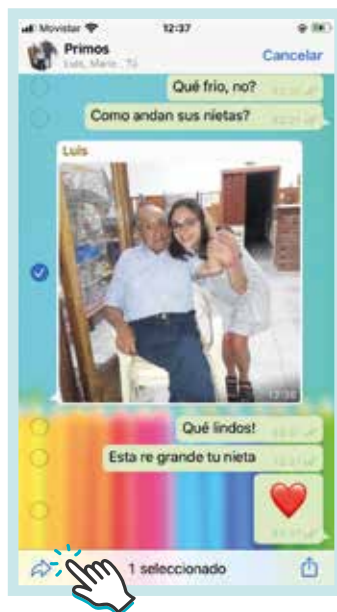 Movistar 12:37
Primos
Luis, María, Tú
Cancelar
Qué frio, no?
Como andan sus nietas?
Luis
12:36
Qué lindos!
Esta re grande tu nieta
1 seleccionado